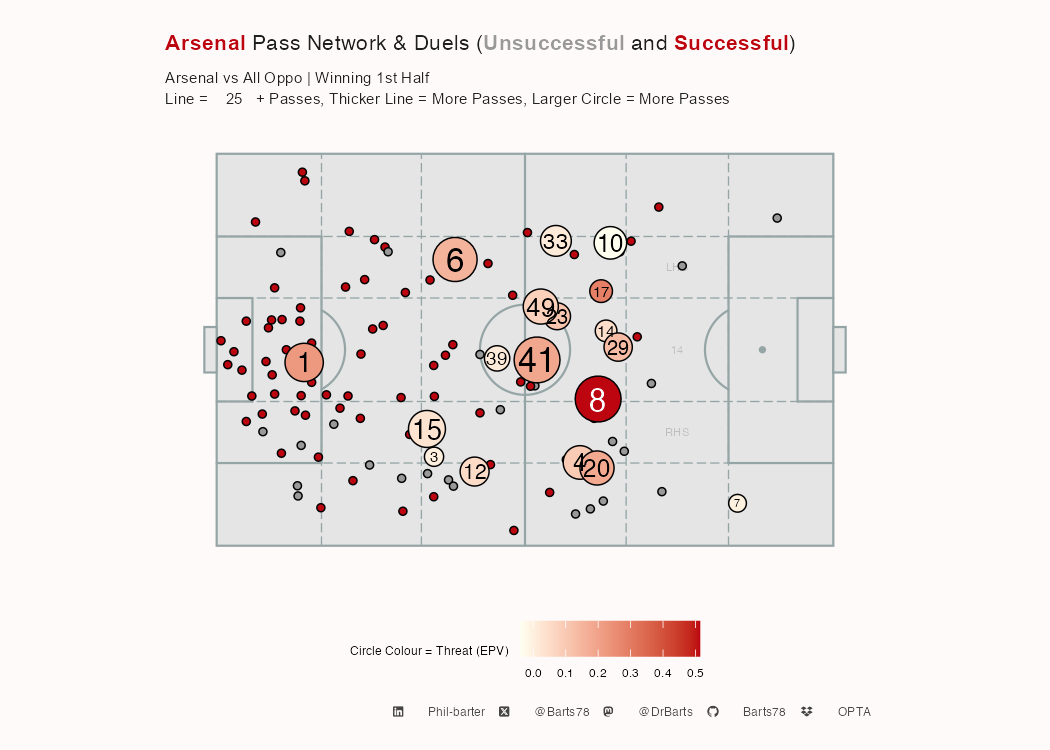 Arsenal Pass Network & Duels (Unsuccessful and Successful)
Arsenal vs All Oppo | Winning 1st Half
Line = 25 + Passes, Thicker Line = More Passes, Larger Circle = More Passes
33
10
6
LHS
17
49
23
14
29
14
39
41
1
8
15
RHS
3
12
4
20
7
Circle Colour = Threat (EPV)
0.0 0.1 0.2 0.3 0.4 0.5
Phil-barter @Barts78 @DrBarts Barts78 OPTA